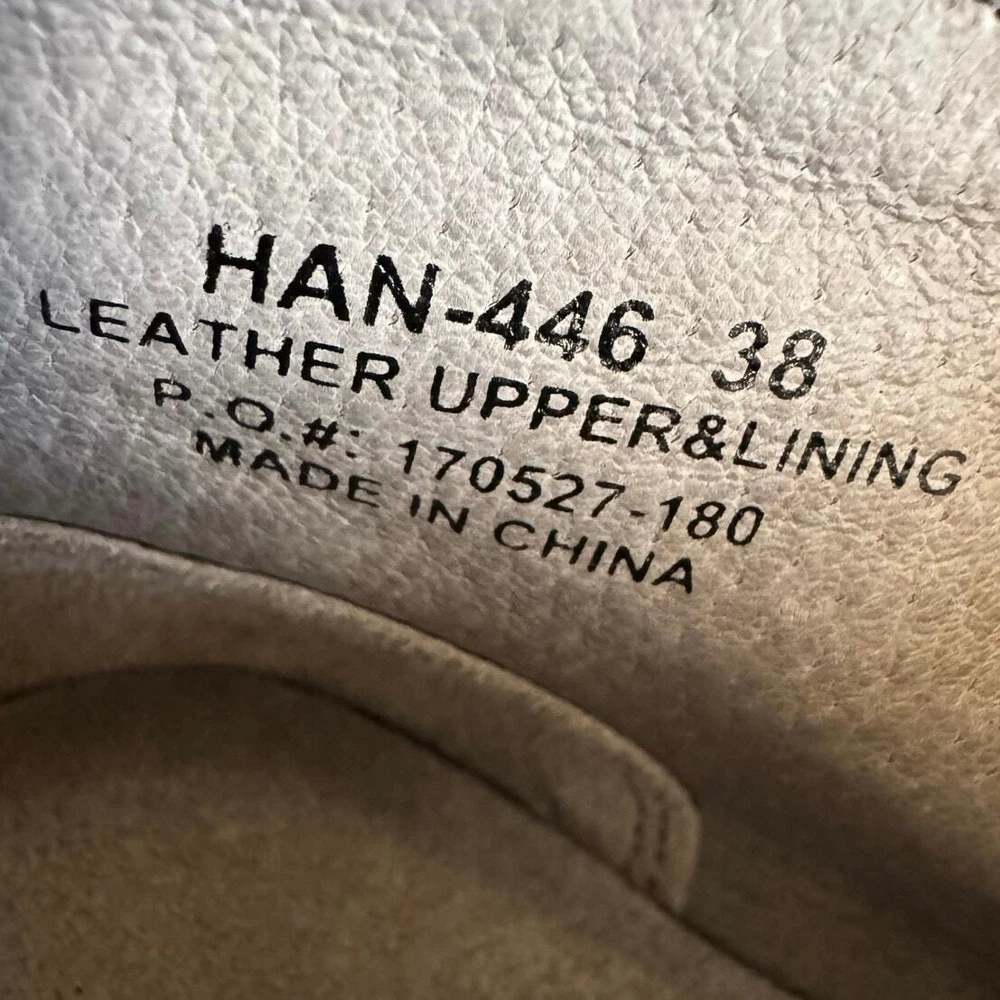 HAN-446 38
LEATHER UPPER&LINING
P.O.#: 170527-180
MADE IN CHINA